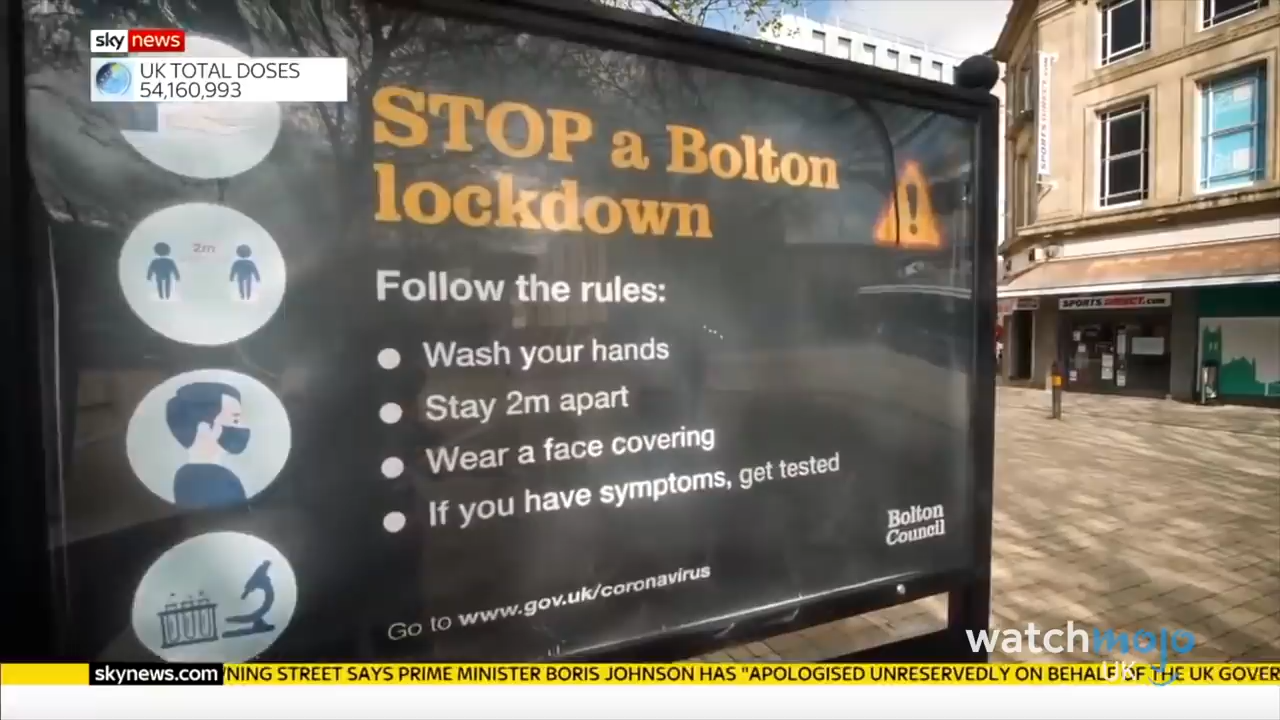 sky news
UK TOTAL DOSES
54,160,993
STOP a Bolton
lockdown
2m
Follow the rules:
Wash your hands
Stay 2m apart
Wear a face covering
If you have symptoms, get tested
Bolton
Council
Go to www.gov.uk/coronavirus
SPORTSDIRECT.com
SPORTS DIRECT.com
watchmojo
UK
skynews.com
NING STREET SAYS PRIME MINISTER BORIS JOHNSON HAS "APOLOGISED UNRESERVEDLY ON BEHALF OF THE UK GOVER